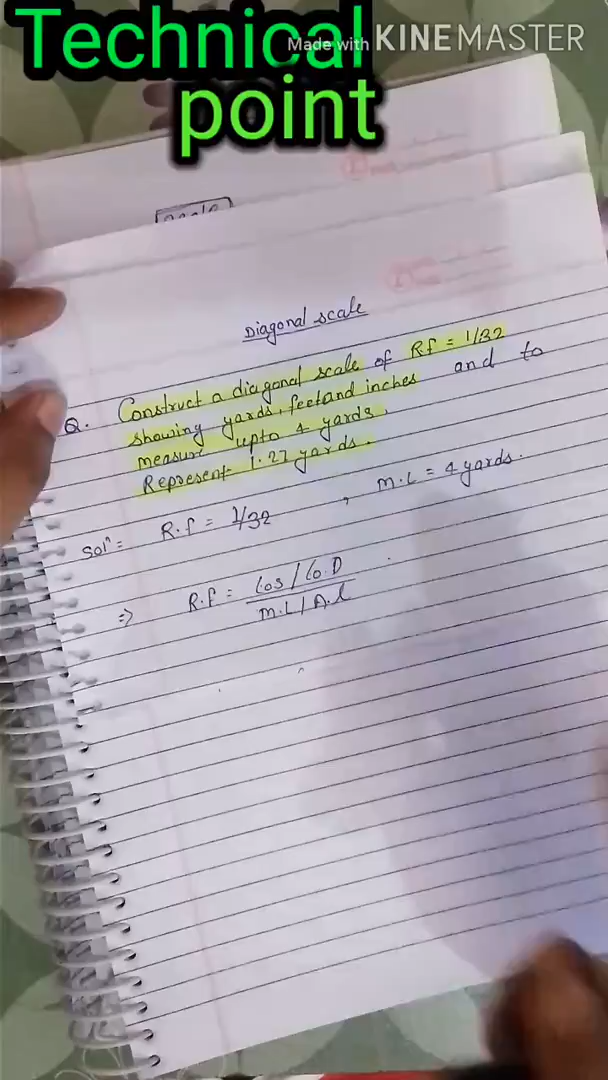 Technical
Made with KINEMASTER
point
Diagonal scale
Q. Construct a diagonal scale of Rf = 1/32
showing yards, feet and inches and to
measure upto 4 yards.
Represent 1.27 yards.
Solⁿ= R.f = 1/32 , M.L = 4 yards.
⇒ R.f = Los / Lo.D
M.L / A.L